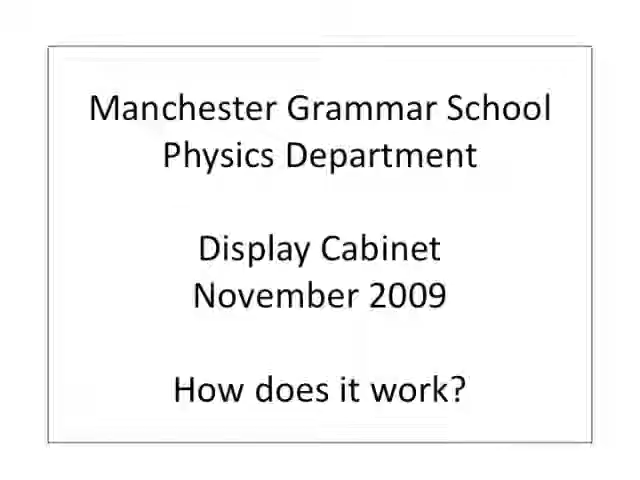 Manchester Grammar School
Physics Department
Display Cabinet
November 2009
How does it work?